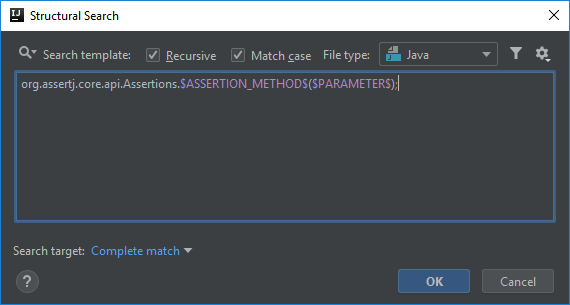 Structural Search
Search template: Recursive Match case File type: Java
org.assertj.core.api.Assertions.$ASSERTION_METHOD$($PARAMETER$);
Search target: Complete match
? OK Cancel